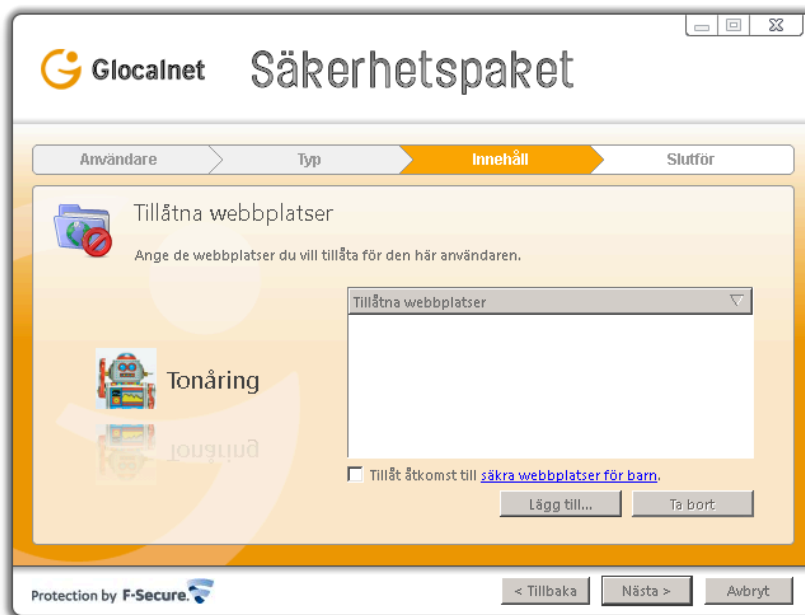 Glocalnet Säkerhetspaket
Användare Typ Innehåll Slutför
Tillåtna webbplatser
Ange de webbplatser du vill tillåta för den här användaren.
Tillåtna webbplatser
Tonåring
Tillåt åtkomst till säkra webbplatser för barn.
Lägg till... Ta bort
Protection by F-Secure. < Tillbaka Nästa > Avbryt